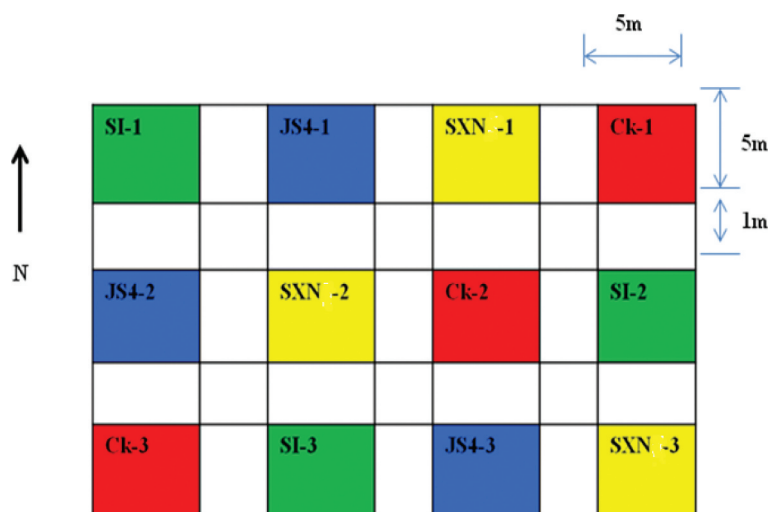 5m
SI-1
JS4-1
SXN -1
Ck-1
5m
1m
N
JS4-2
SXN -2
Ck-2
SI-2
Ck-3
SI-3
JS4-3
SXN -3